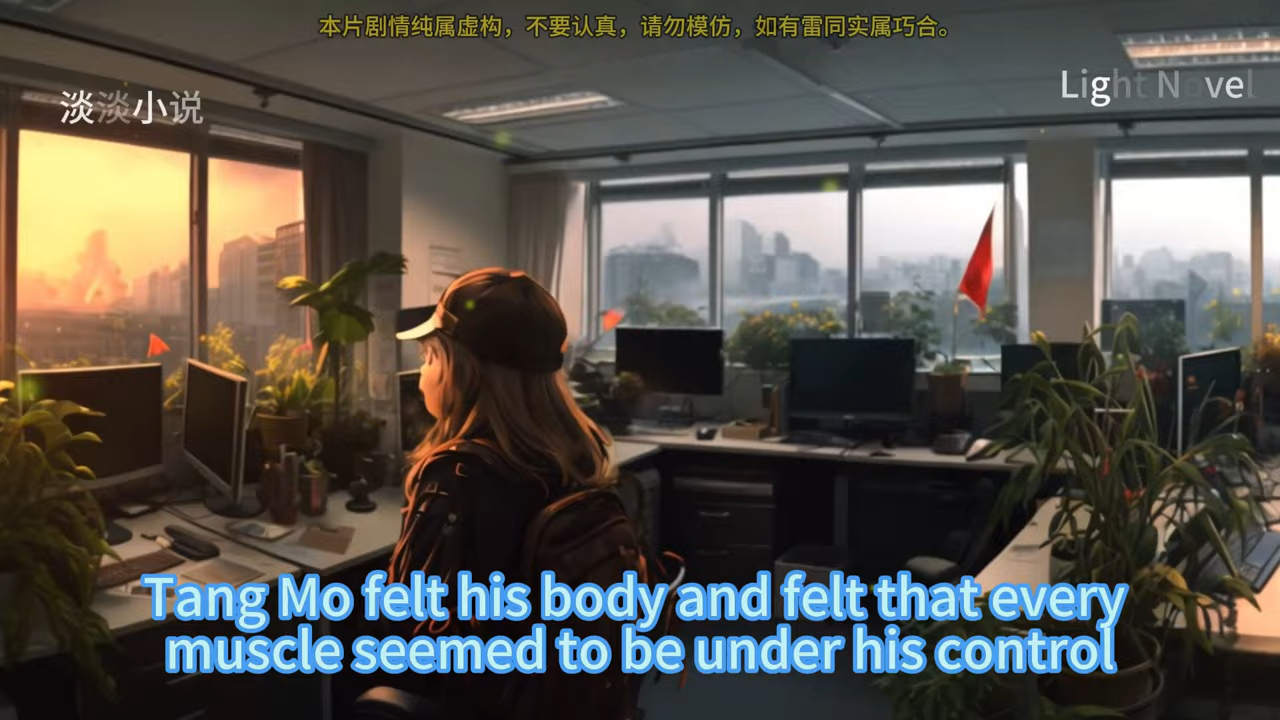 本片剧情纯属虚构，不要认真，请勿模仿，如有雷同实属巧合。
淡淡小说
Light Novel
Tang Mo felt his body and felt that every
muscle seemed to be under his control